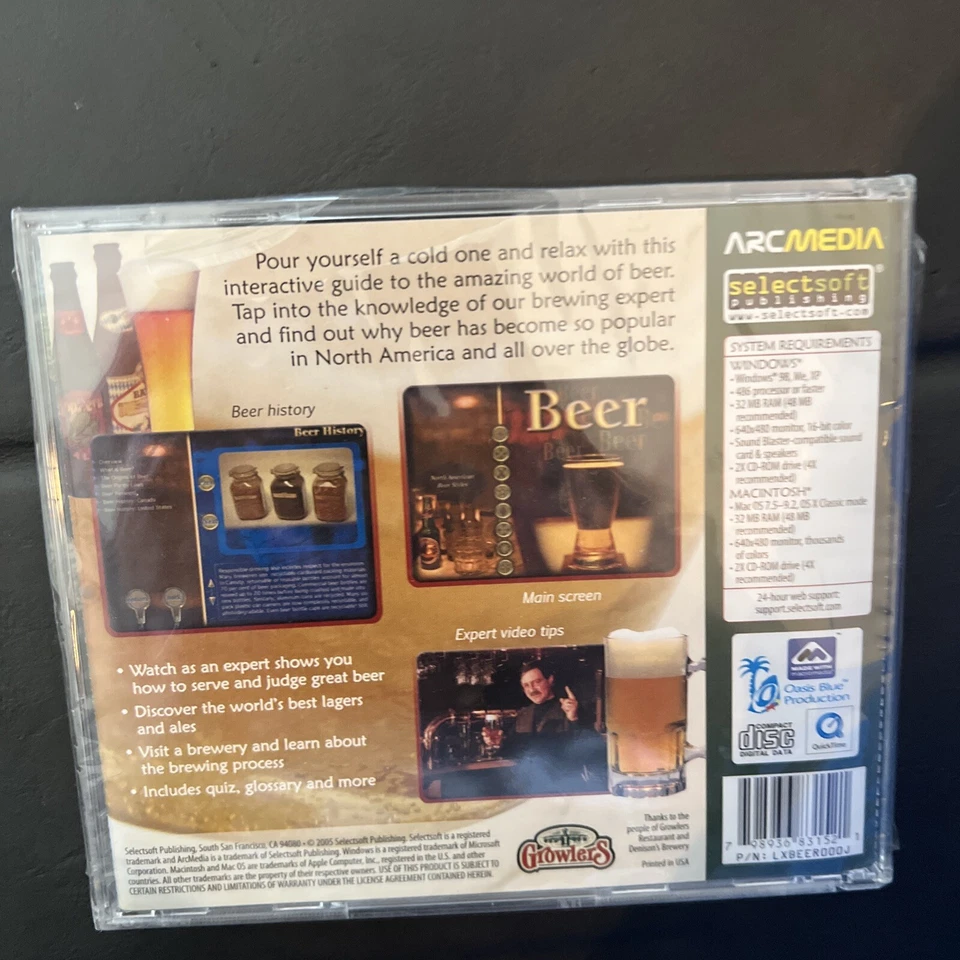 Pour yourself a cold one and relax with this
interactive guide to the amazing world of beer.
Tap into the knowledge of our brewing expert
and find out why beer has become so popular
in North America and all over the globe.
Beer history
Beer History
Beer
North American
Beer Styles
Main screen
Expert video tips
• Watch as an expert shows you
how to serve and judge great beer
• Discover the world's best lagers
and ales
• Visit a brewery and learn about
the brewing process
• Includes quiz, glossary and more
Selectsoft Publishing, South San Francisco, CA 94080 • © 2005 Selectsoft Publishing. Selectsoft is a registered
trademark and ArcMedia is a trademark of Selectsoft Publishing. Windows is a registered trademark of Microsoft
Corporation. Macintosh and Mac OS are trademarks of Apple Computer, Inc., registered in the U.S. and other
countries. All other trademarks are the property of their respective owners. USE OF THIS PRODUCT IS SUBJECT TO
CERTAIN RESTRICTIONS AND LIMITATIONS OF WARRANTY UNDER THE LICENSE AGREEMENT CONTAINED HEREIN.
Growlers
Thanks to the
people of Growlers
Restaurant and
Denison's Brewery
Printed in USA
ARCMEDIA
selectsoft®
publishing
www.selectsoft.com
SYSTEM REQUIREMENTS
WINDOWS®
• Windows® 98, Me, XP
• 486 processor or faster
• 32 MB RAM (48 MB
recommended)
• 640x480 monitor, 16-bit color
• Sound Blaster-compatible sound
card & speakers
• 2X CD-ROM drive (4X
recommended)
MACINTOSH®
• Mac OS 7.5–9.2, OS X Classic mode
• 32 MB RAM (48 MB
recommended)
• 640x480 monitor, thousands
of colors
• 2X CD-ROM drive (4X
recommended)
24-hour web support:
support.selectsoft.com
MADE WITH
macromedia
Oasis Blue™
Production
COMPACT
disc
DIGITAL DATA
QuickTime
7 98936 83152 1
P/N: LXBEER000J